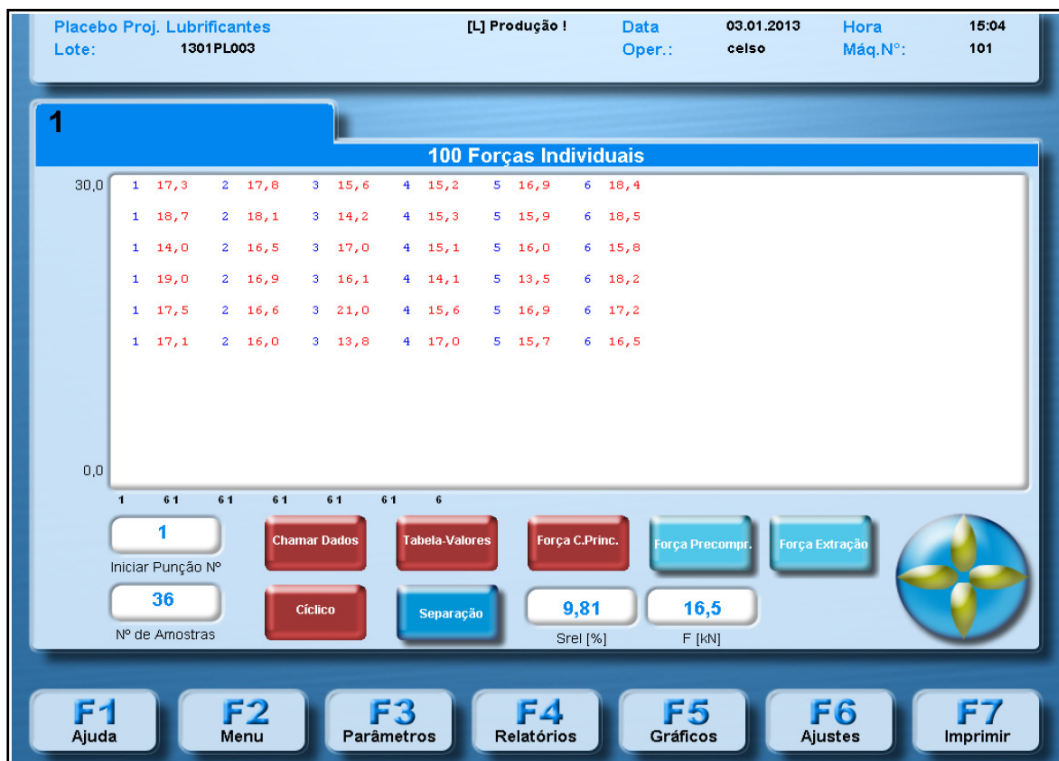 Placebo Proj. Lubrificantes [L] Produção ! Data 03.01.2013 Hora 15:04
Lote: 1301PL003 Oper.: celso Máq.N°: 101
1
100 Forças Individuais
30,0 1 17,3 2 17,8 3 15,6 4 15,2 5 16,9 6 18,4
1 18,7 2 18,1 3 14,2 4 15,3 5 15,9 6 18,5
1 14,0 2 16,5 3 17,0 4 15,1 5 16,0 6 15,8
1 19,0 2 16,9 3 16,1 4 14,1 5 13,5 6 18,2
1 17,5 2 16,6 3 21,0 4 15,6 5 16,9 6 17,2
1 17,1 2 16,0 3 13,8 4 17,0 5 15,7 6 16,5
0,0
1 6 1 6 1 6 1 6 1 6 1 6
1 Chamar Dados Tabela-Valores Força C.Princ. Força Precompr. Força Extração
Iniciar Punção Nº
36 Cíclico Separação 9,81 16,5
Nº de Amostras Srel [%] F [kN]
F1 F2 F3 F4 F5 F6 F7
Ajuda Menu Parâmetros Relatórios Gráficos Ajustes Imprimir